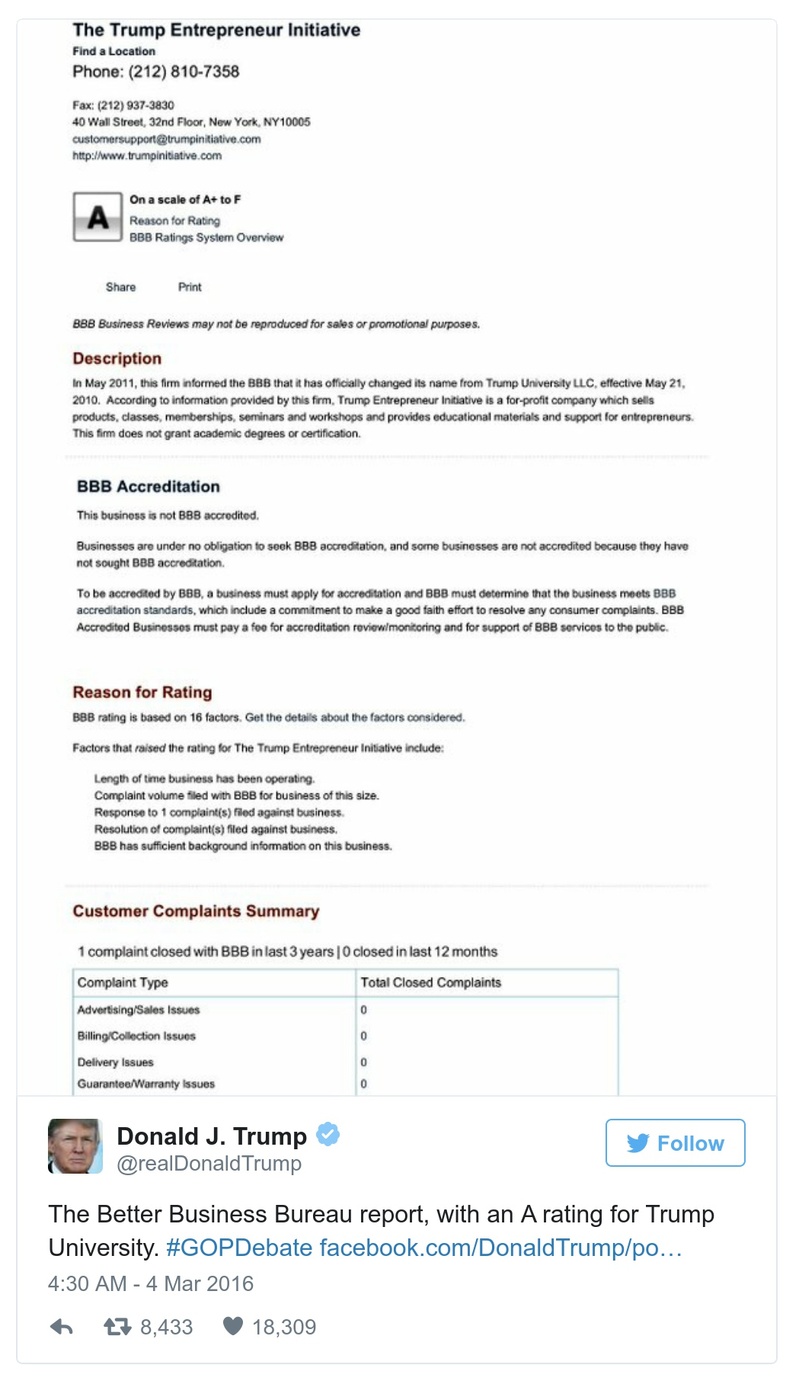 The Trump Entrepreneur Initiative
Find a Location
Phone: (212) 810-7358
Fax: (212) 937-3830
40 Wall Street, 32nd Floor, New York, NY10005
customersupport@trumpinitiative.com
http://www.trumpinitiative.com
A
On a scale of A+ to F
Reason for Rating
BBB Ratings System Overview
Share Print
BBB Business Reviews may not be reproduced for sales or promotional purposes.
Description
In May 2011, this firm informed the BBB that it has officially changed its name from Trump University LLC, effective May 21,
2010. According to information provided by this firm, Trump Entrepreneur Initiative is a for-profit company which sells
products, classes, memberships, seminars and workshops and provides educational materials and support for entrepreneurs.
This firm does not grant academic degrees or certification.
BBB Accreditation
This business is not BBB accredited.
Businesses are under no obligation to seek BBB accreditation, and some businesses are not accredited because they have
not sought BBB accreditation.
To be accredited by BBB, a business must apply for accreditation and BBB must determine that the business meets BBB
accreditation standards, which include a commitment to make a good faith effort to resolve any consumer complaints. BBB
Accredited Businesses must pay a fee for accreditation review/monitoring and for support of BBB services to the public.
Reason for Rating
BBB rating is based on 16 factors. Get the details about the factors considered.
Factors that raised the rating for The Trump Entrepreneur Initiative include:
Length of time business has been operating.
Complaint volume filed with BBB for business of this size.
Response to 1 complaint(s) filed against business.
Resolution of complaint(s) filed against business.
BBB has sufficient background information on this business.
Customer Complaints Summary
1 complaint closed with BBB in last 3 years | 0 closed in last 12 months
Complaint Type Total Closed Complaints
Advertising/Sales Issues 0
Billing/Collection Issues 0
Delivery Issues 0
Guarantee/Warranty Issues 0
Donald J. Trump
@realDonaldTrump
Follow
The Better Business Bureau report, with an A rating for Trump
University. #GOPDebate facebook.com/DonaldTrump/po…
4:30 AM - 4 Mar 2016
8,433 18,309